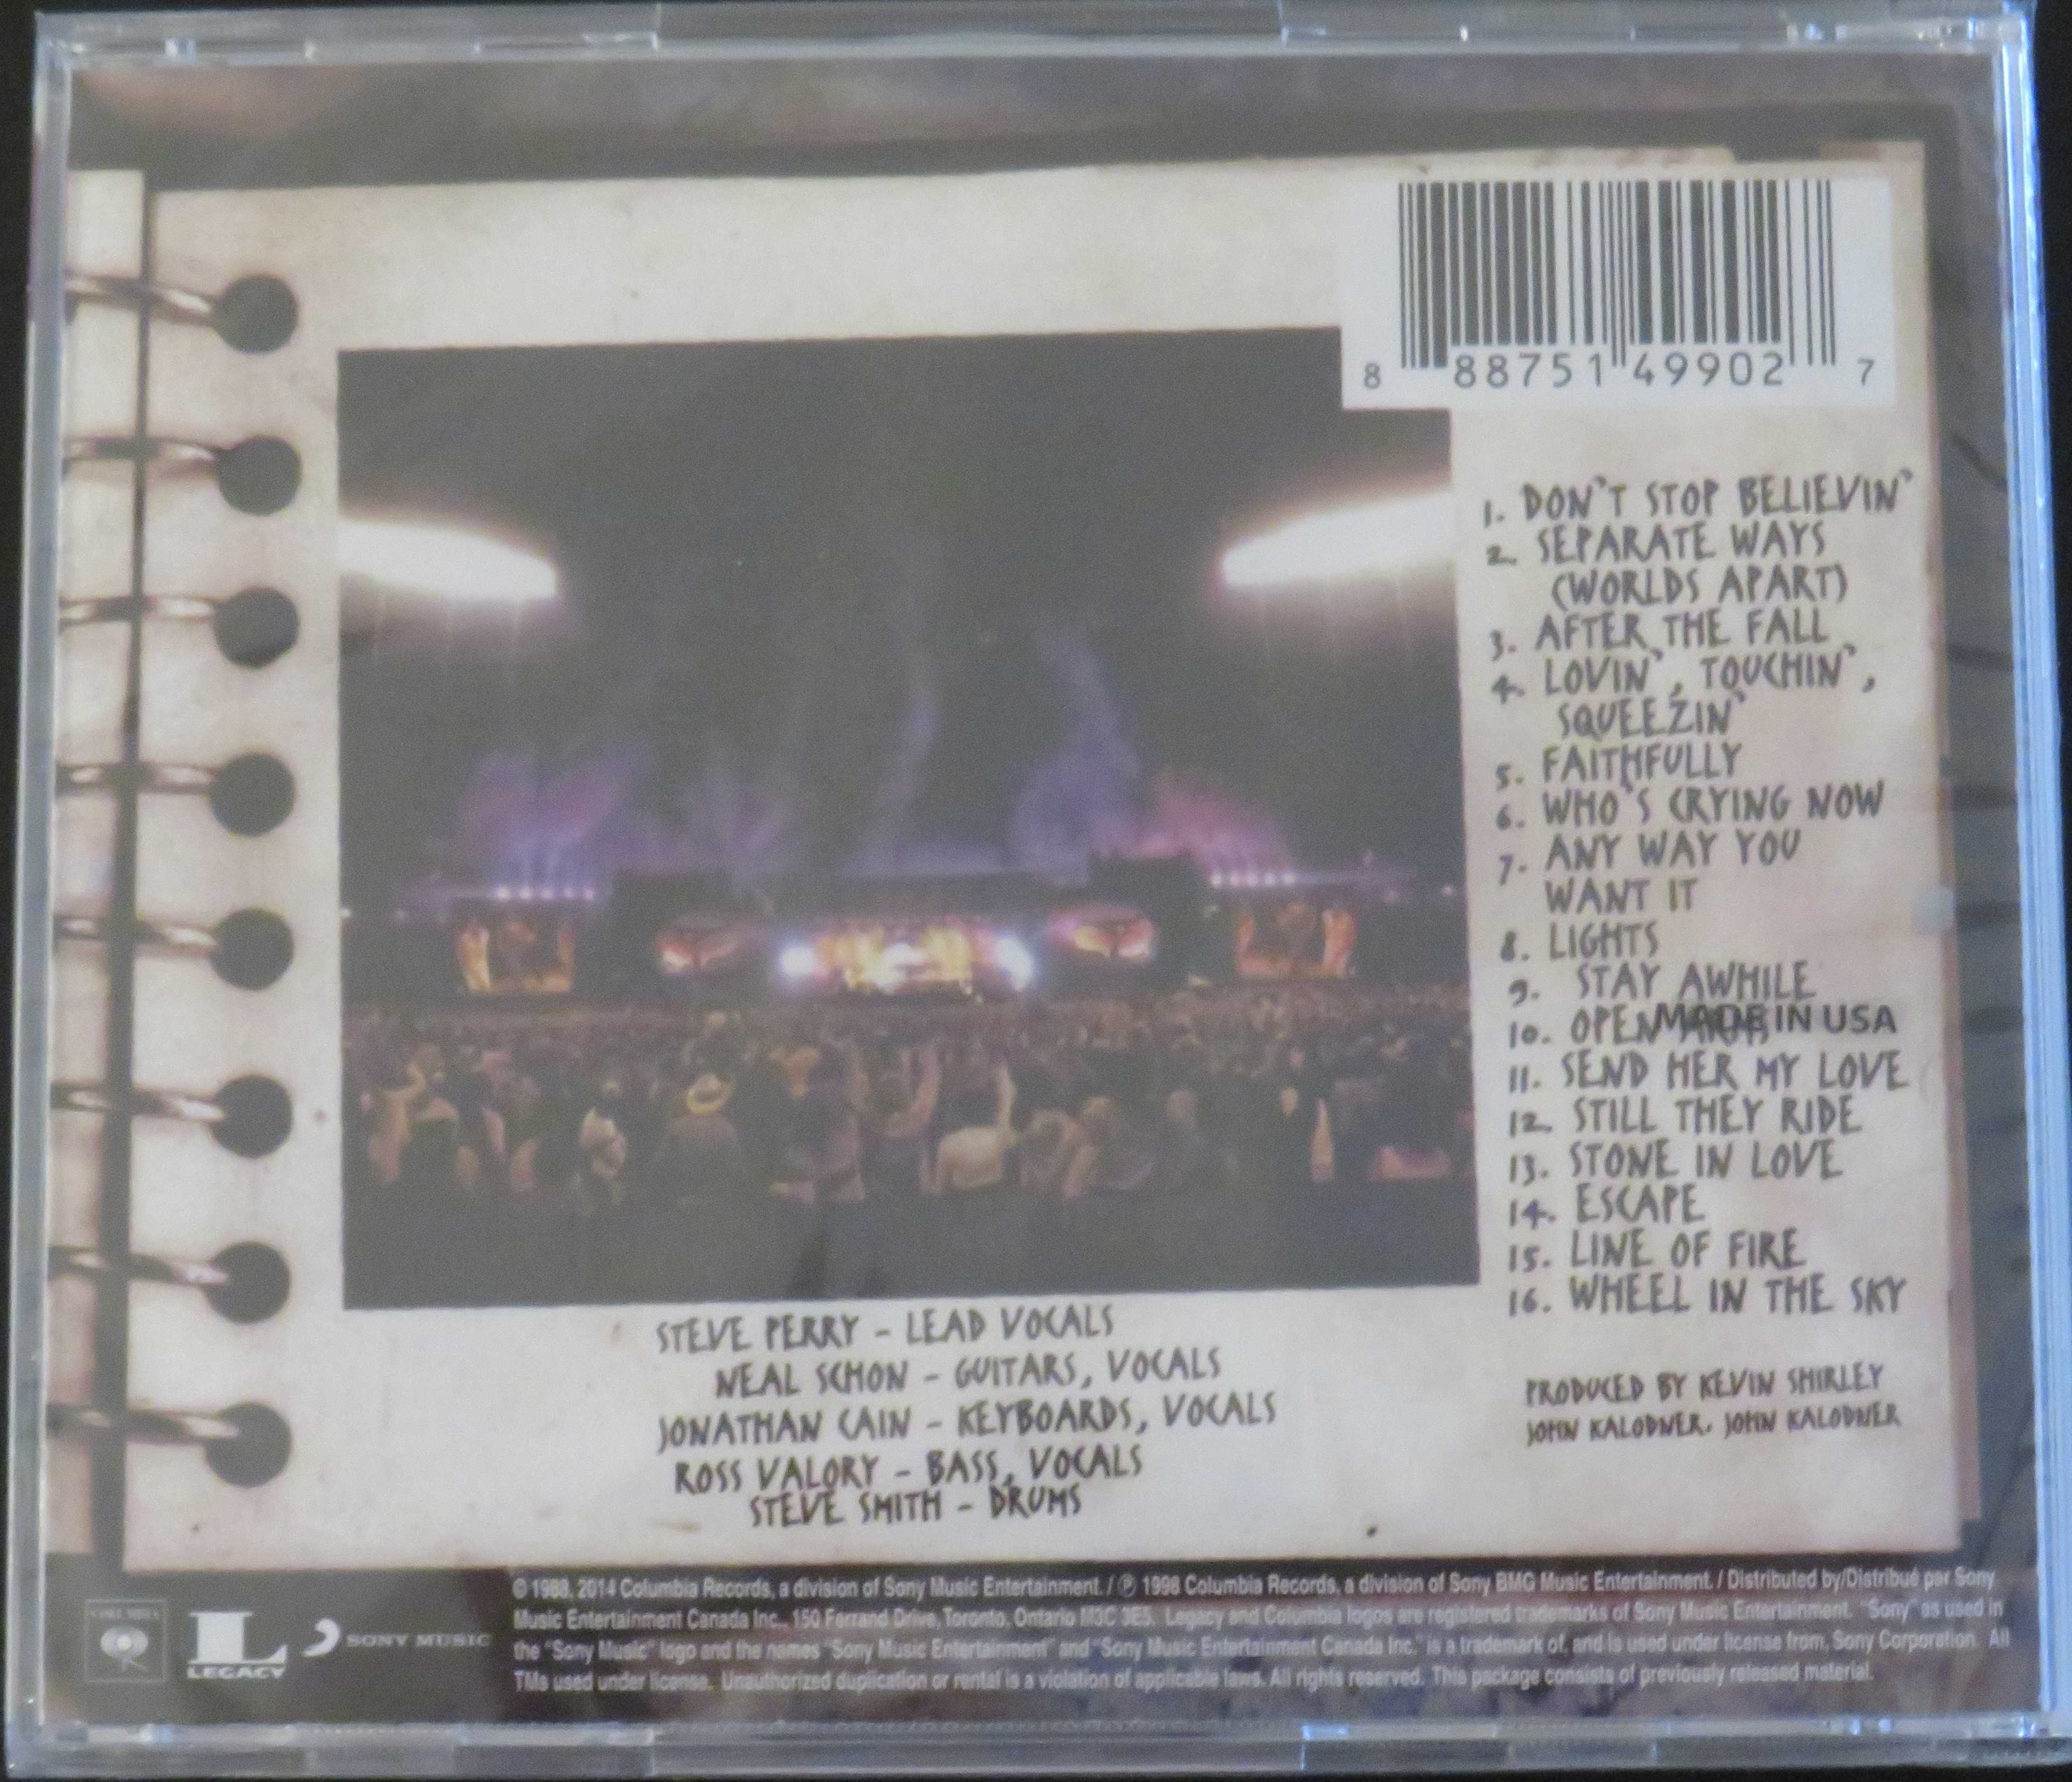 8 88751 49902 7
1. DON'T STOP BELIEVIN'
2. SEPARATE WAYS
(WORLDS APART)
3. AFTER THE FALL
4. LOVIN', TOUCHIN',
SQUEEZIN'
5. FAITHFULLY
6. WHO'S CRYING NOW
7. ANY WAY YOU
WANT IT
8. LIGHTS
9. STAY AWHILE
10. OPEN
MADE IN USA
11. SEND HER MY LOVE
12. STILL THEY RIDE
13. STONE IN LOVE
14. ESCAPE
15. LINE OF FIRE
16. WHEEL IN THE SKY
PRODUCED BY KEVIN SHIRLEY
JOHN KALODNER. JOHN KALODNER
STEVE PERRY - LEAD VOCALS
NEAL SCHON - GUITARS, VOCALS
JONATHAN CAIN - KEYBOARDS, VOCALS
ROSS VALORY - BASS, VOCALS
STEVE SMITH - DRUMS
COLUMBIA
L
LEGACY
SONY MUSIC
© 1988, 2014 Columbia Records, a division of Sony Music Entertainment. / ℗ 1998 Columbia Records, a division of Sony BMG Music Entertainment. / Distributed by/Distribué par Sony
Music Entertainment Canada Inc., 150 Ferrand Drive, Toronto, Ontario M3C 3E5. Legacy and Columbia logos are registered trademarks of Sony Music Entertainment. "Sony" as used in
the "Sony Music" logo and the names "Sony Music Entertainment" and "Sony Music Entertainment Canada Inc." is a trademark of, and is used under license from, Sony Corporation. All
TMs used under license. Unauthorized duplication or rental is a violation of applicable laws. All rights reserved. This package consists of previously released material.